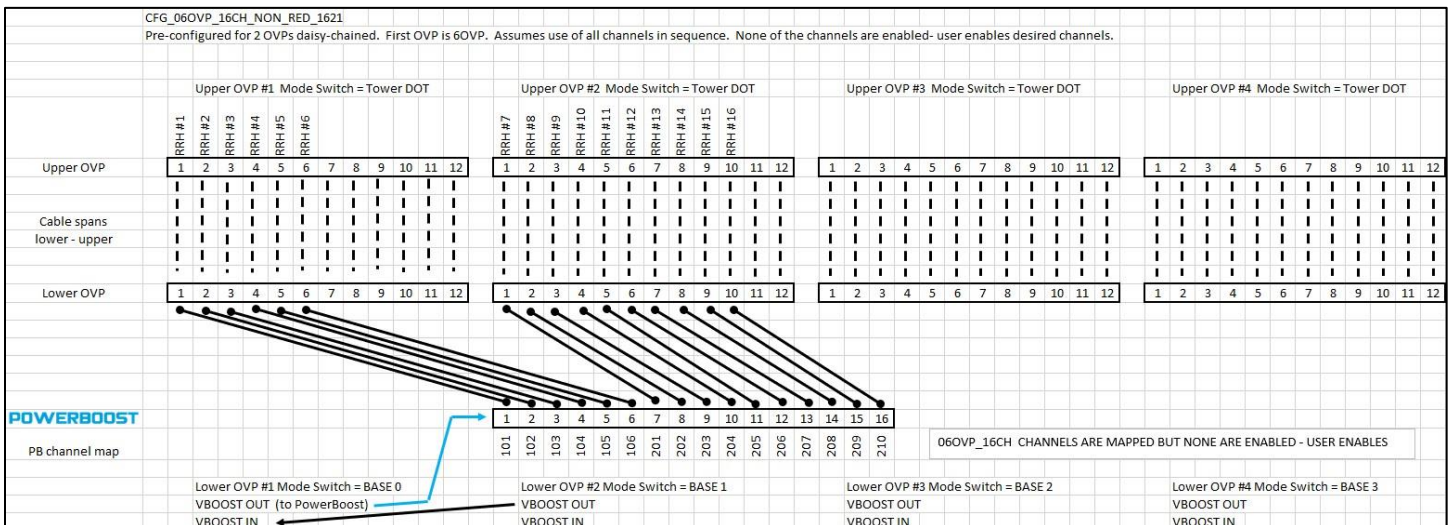 CFG_06OVP_16CH_NON_RED_1621
Pre-configured for 2 OVPs daisy-chained. First OVP is 6OVP. Assumes use of all channels in sequence. None of the channels are enabled- user enables desired channels.
Upper OVP #1 Mode Switch = Tower DOT
Upper OVP #2 Mode Switch = Tower DOT
Upper OVP #3 Mode Switch = Tower DOT
Upper OVP #4 Mode Switch = Tower DOT
RRH #1
RRH #2
RRH #3
RRH #4
RRH #5
RRH #6
RRH #7
RRH #8
RRH #9
RRH #10
RRH #11
RRH #12
RRH #13
RRH #14
RRH #15
RRH #16
Upper OVP
1 2 3 4 5 6 7 8 9 10 11 12
1 2 3 4 5 6 7 8 9 10 11 12
1 2 3 4 5 6 7 8 9 10 11 12
1 2 3 4 5 6 7 8 9 10 11 12
Cable spans
lower - upper
Lower OVP
1 2 3 4 5 6 7 8 9 10 11 12
1 2 3 4 5 6 7 8 9 10 11 12
1 2 3 4 5 6 7 8 9 10 11 12
1 2 3 4 5 6 7 8 9 10 11 12
POWERBOOST
1 2 3 4 5 6 7 8 9 10 11 12 13 14 15 16
PB channel map
101
102
103
104
105
106
201
202
203
204
205
206
207
208
209
210
06OVP_16CH CHANNELS ARE MAPPED BUT NONE ARE ENABLED - USER ENABLES
Lower OVP #1 Mode Switch = BASE 0
VBOOST OUT (to PowerBoost)
VBOOST IN
Lower OVP #2 Mode Switch = BASE 1
VBOOST OUT
VBOOST IN
Lower OVP #3 Mode Switch = BASE 2
VBOOST OUT
VBOOST IN
Lower OVP #4 Mode Switch = BASE 3
VBOOST OUT
VBOOST IN